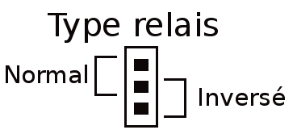 Type relais
Normal
Inversé